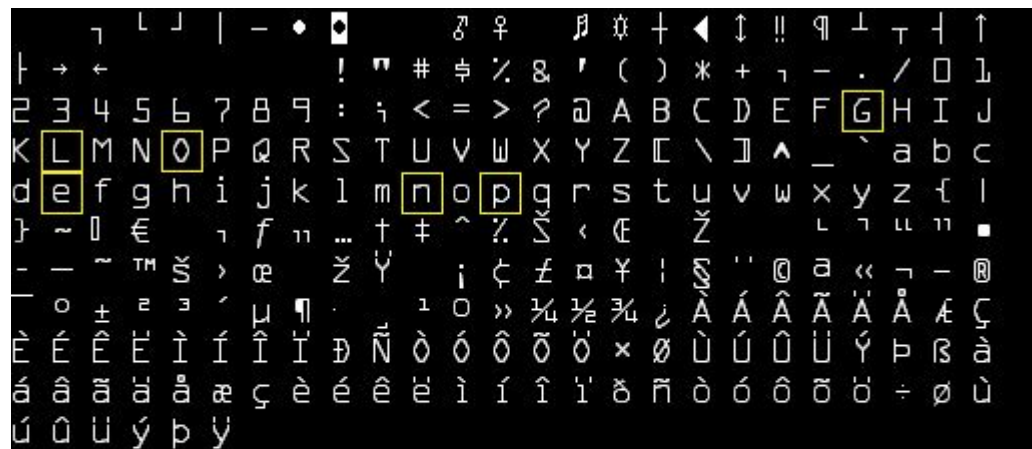 ┐ └ ┘ │ — • ◘ ♂ ♀ ♫ ☼ ┼ ◄ ↕ ‼ ¶ ┴ ┬ ┤ ↑
├ → ← ! " # $ % & ' ( ) * + ¬ — . / 0 1
2 3 4 5 6 7 8 9 : ; < = > ? @ A B C D E F G H I J
K L M N O P Q R S T U V W X Y Z [ \ ] ^ _ ` a b c
d e f g h i j k l m n o p q r s t u v w x y z { |
} ~ ▯ € ┐ ƒ ┐┐ … † ‡ ˆ ‰ Š ‹ Œ Ž └ ┐ └└ ┐┐ ▪
- — ˜ ™ š › œ ž Ÿ ¡ ¢ £ ¤ ¥ ¦ § ¨ © ª « ¬ – ®
¯ ° ± ² ³ ´ µ ¶ · ¸ ¹ º » ¼ ½ ¾ ¿ À Á Â Ã Ä Å Æ Ç
È É Ê Ë Ì Í Î Ï Ð Ñ Ò Ó Ô Õ Ö × Ø Ù Ú Û Ü Ý Þ ß à
á â ã ä å æ ç è é ê ë ì í î ï ð ñ ò ó ô õ ö ÷ ø ù
ú û ü ý þ ÿ